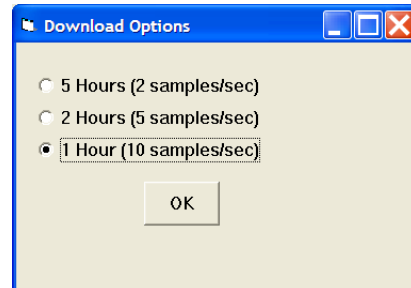 Download Options
5 Hours (2 samples/sec)
2 Hours (5 samples/sec)
1 Hour (10 samples/sec)
OK